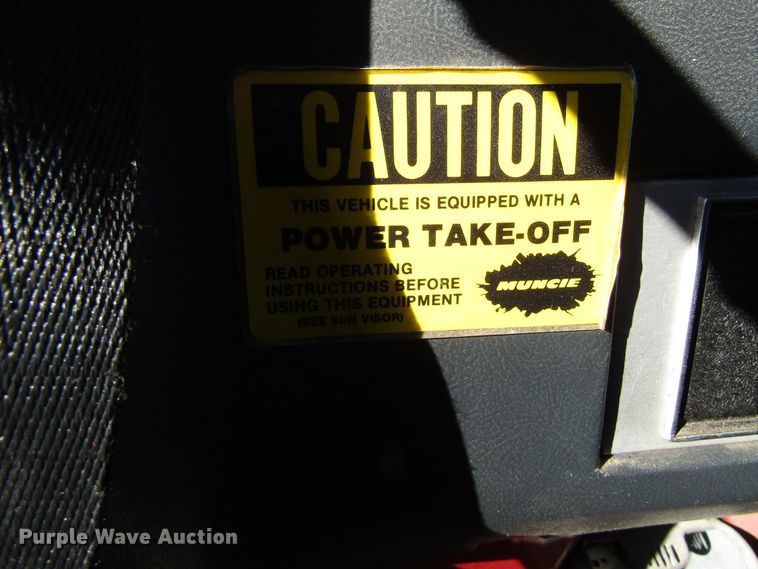 CAUTION
THIS VEHICLE IS EQUIPPED WITH A
POWER TAKE-OFF
READ OPERATING
INSTRUCTIONS BEFORE
USING THIS EQUIPMENT
(SEE SUN VISOR)
MUNCIE
Purple Wave Auction